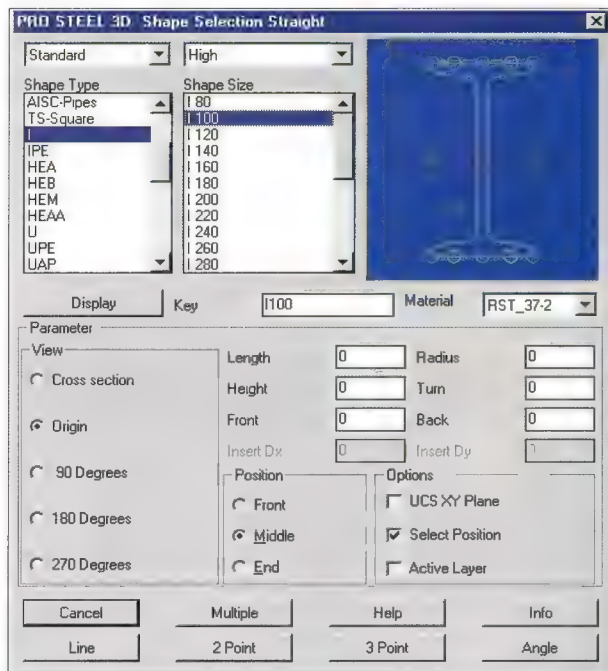 PRO STEEL 3D Shape Selection Straight
Standard
High
Shape Type
AISC-Pipes
TS-Square
I
IPE
HEA
HEB
HEM
HEAA
U
UPE
UAP
Shape Size
I 80
I 100
I 120
I 140
I 160
I 180
I 200
I 220
I 240
I 260
I 280
Display
Key
I100
Material
RST_37-2
Parameter
View
Cross section
Origin
90 Degrees
180 Degrees
270 Degrees
Length 0 Radius 0
Height 0 Turn 0
Front 0 Back 0
Insert Dx 0 Insert Dy
Position
Front
Middle
End
Options
UCS XY Plane
Select Position
Active Layer
Cancel Multiple Help Info
Line 2 Point 3 Point Angle